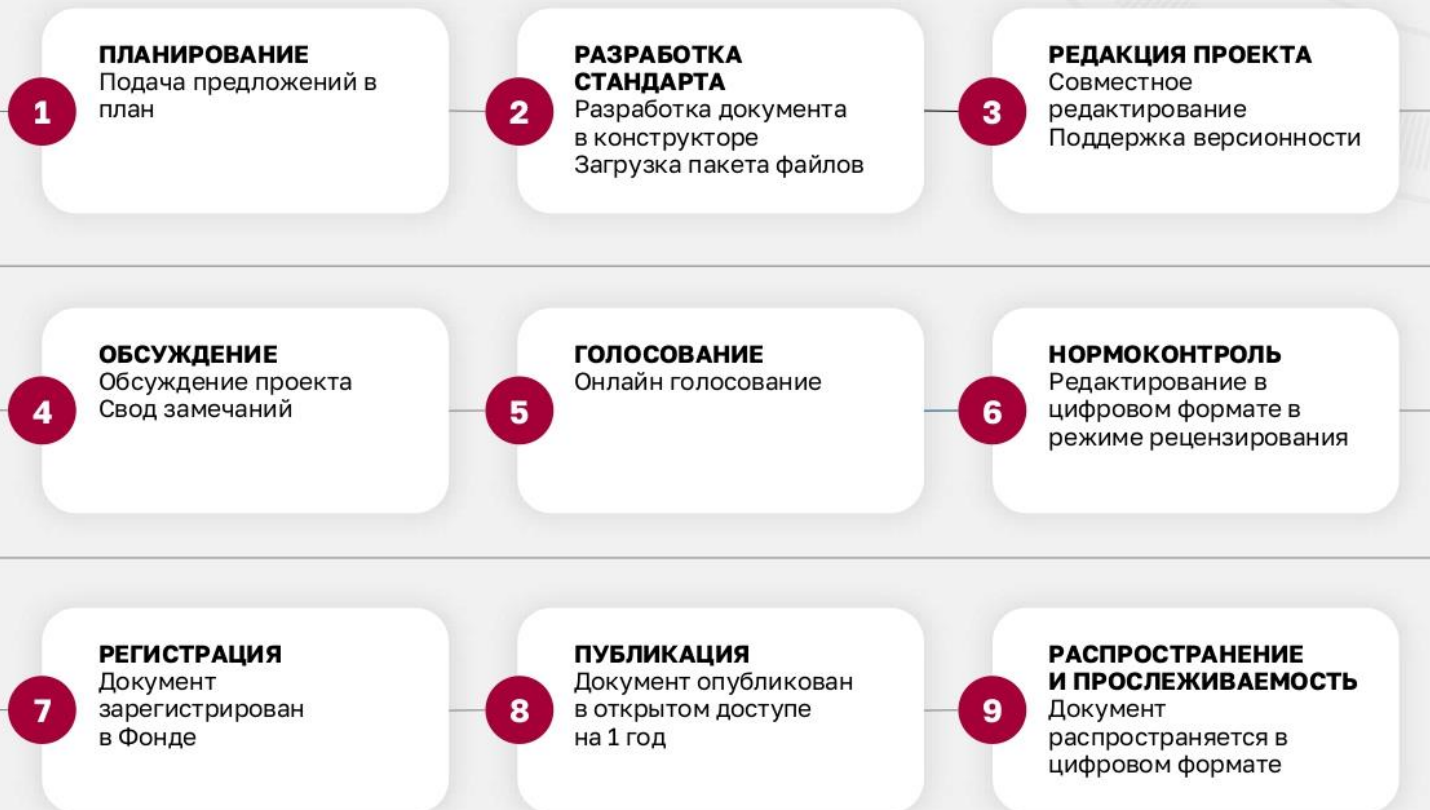 1
ПЛАНИРОВАНИЕ
Подача предложений в
план
2
РАЗРАБОТКА
СТАНДАРТА
Разработка документа
в конструкторе
Загрузка пакета файлов
3
РЕДАКЦИЯ ПРОЕКТА
Совместное
редактирование
Поддержка версионности
4
ОБСУЖДЕНИЕ
Обсуждение проекта
Свод замечаний
5
ГОЛОСОВАНИЕ
Онлайн голосование
6
НОРМОКОНТРОЛЬ
Редактирование в
цифровом формате в
режиме рецензирования
7
РЕГИСТРАЦИЯ
Документ
зарегистрирован
в Фонде
8
ПУБЛИКАЦИЯ
Документ опубликован
в открытом доступе
на 1 год
9
РАСПРОСТРАНЕНИЕ
И ПРОСЛЕЖИВАЕМОСТЬ
Документ
распространяется в
цифровом формате